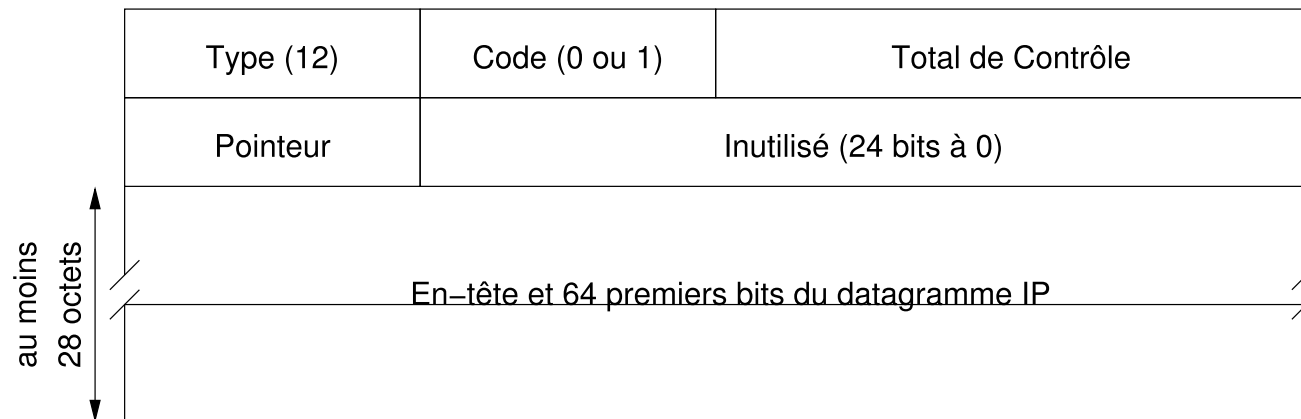 Type (12)
Code (0 ou 1)
Total de Contrôle
Pointeur
Inutilisé (24 bits à 0)
au moins
28 octets
En−tête et 64 premiers bits du datagramme IP